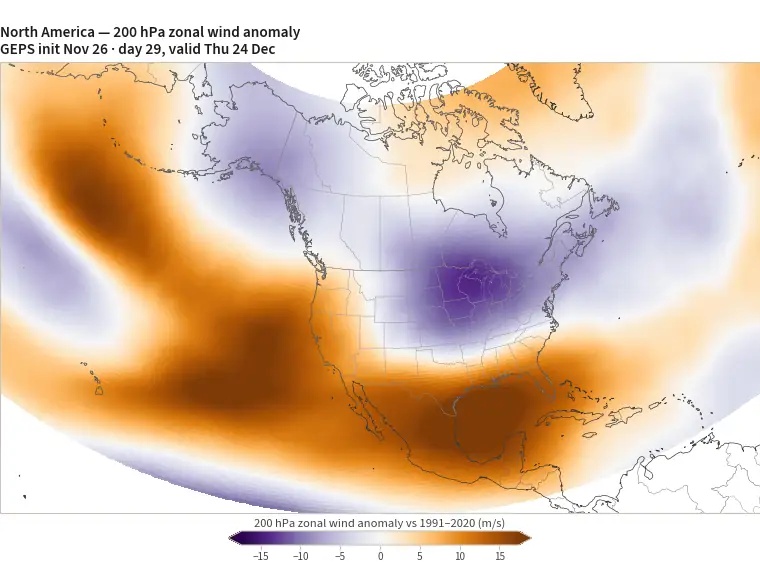 North America — 200 hPa zonal wind anomaly
GEPS init Nov 26 · day 29, valid Thu 24 Dec
200 hPa zonal wind anomaly vs 1991–2020 (m/s)
−15 −10 −5 0 5 10 15